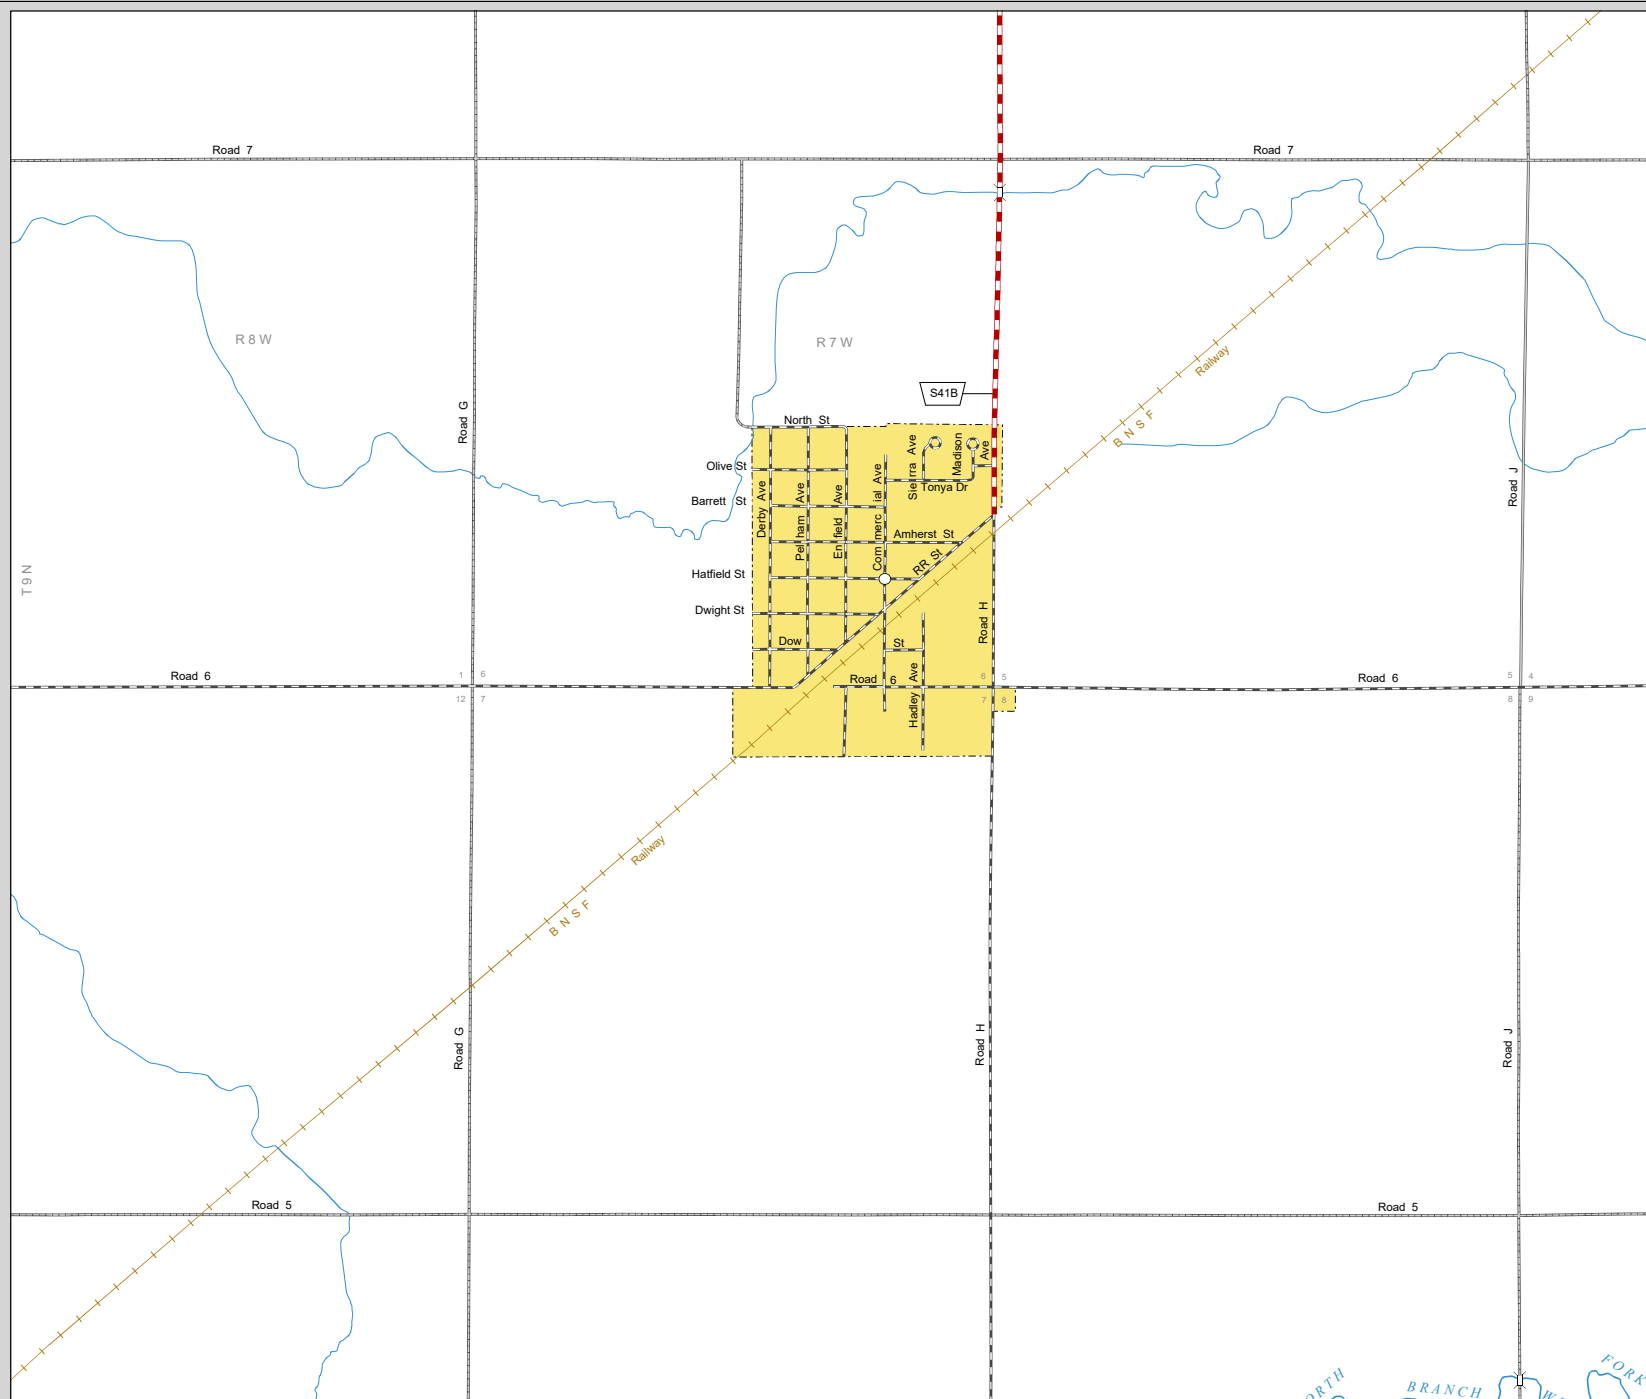 Road 7
Road 7
R 8 W
R 7 W
Railway
B N S F
S41B
Road G
North St
Olive St
Barrett St
Derby Ave
Pelham Ave
Enfield Ave
Commercial Ave
Sierra Ave
Madison Ave
Tonya Dr
Road J
Amherst St
RR St
Hatfield St
T 9 N
Dwight St
Road H
Dow St
Road 6
1 6
12 7
Road 6
Hadley Ave
6 5
7 8
Road 6
5 4
8 9
Railway
B N S F
Road G
Road H
Road J
Road 5
Road 5
ORTH
BRANCH
W
FORK